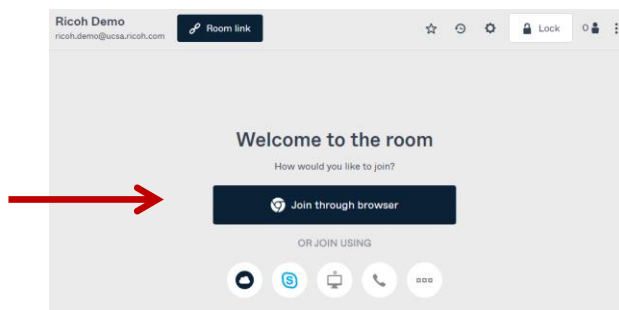 Ricoh Demo
ricoh.demo@ucsa.ricoh.com
Room link
Lock
0
Welcome to the room
How would you like to join?
Join through browser
OR JOIN USING